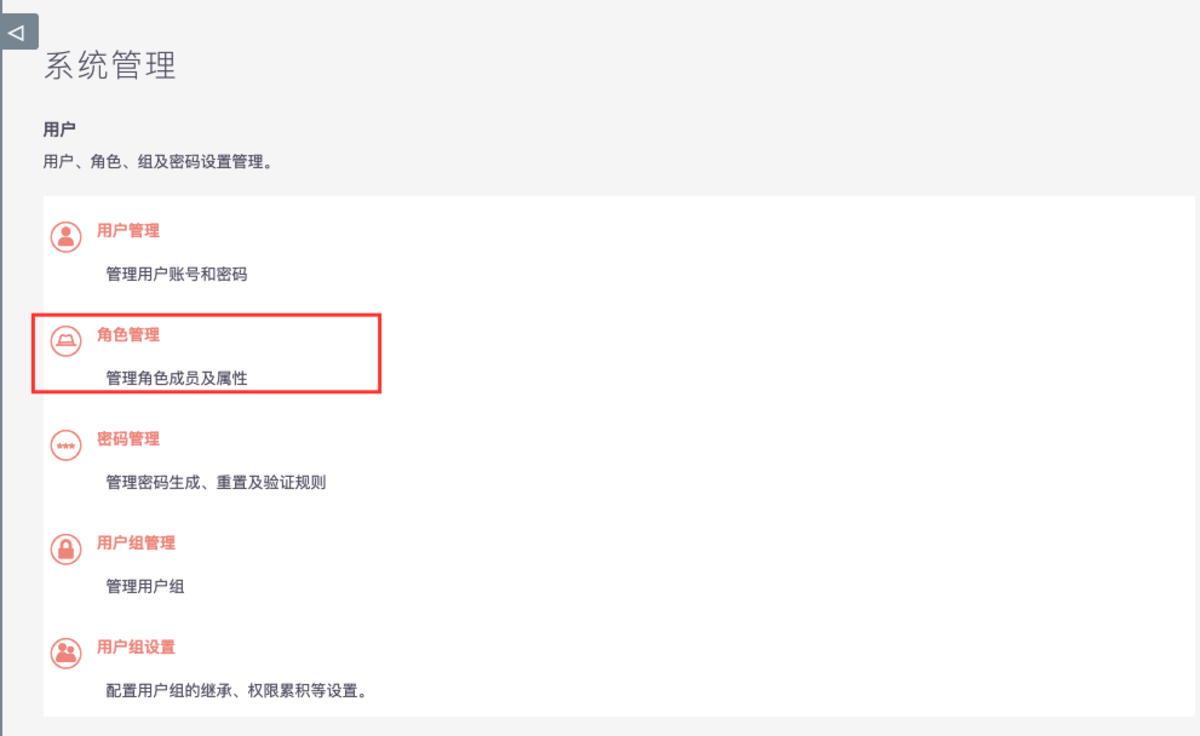 系统管理
用户
用户、角色、组及密码设置管理。
用户管理
管理用户账号和密码
角色管理
管理角色成员及属性
密码管理
管理密码生成、重置及验证规则
用户组管理
管理用户组
用户组设置
配置用户组的继承、权限累积等设置。